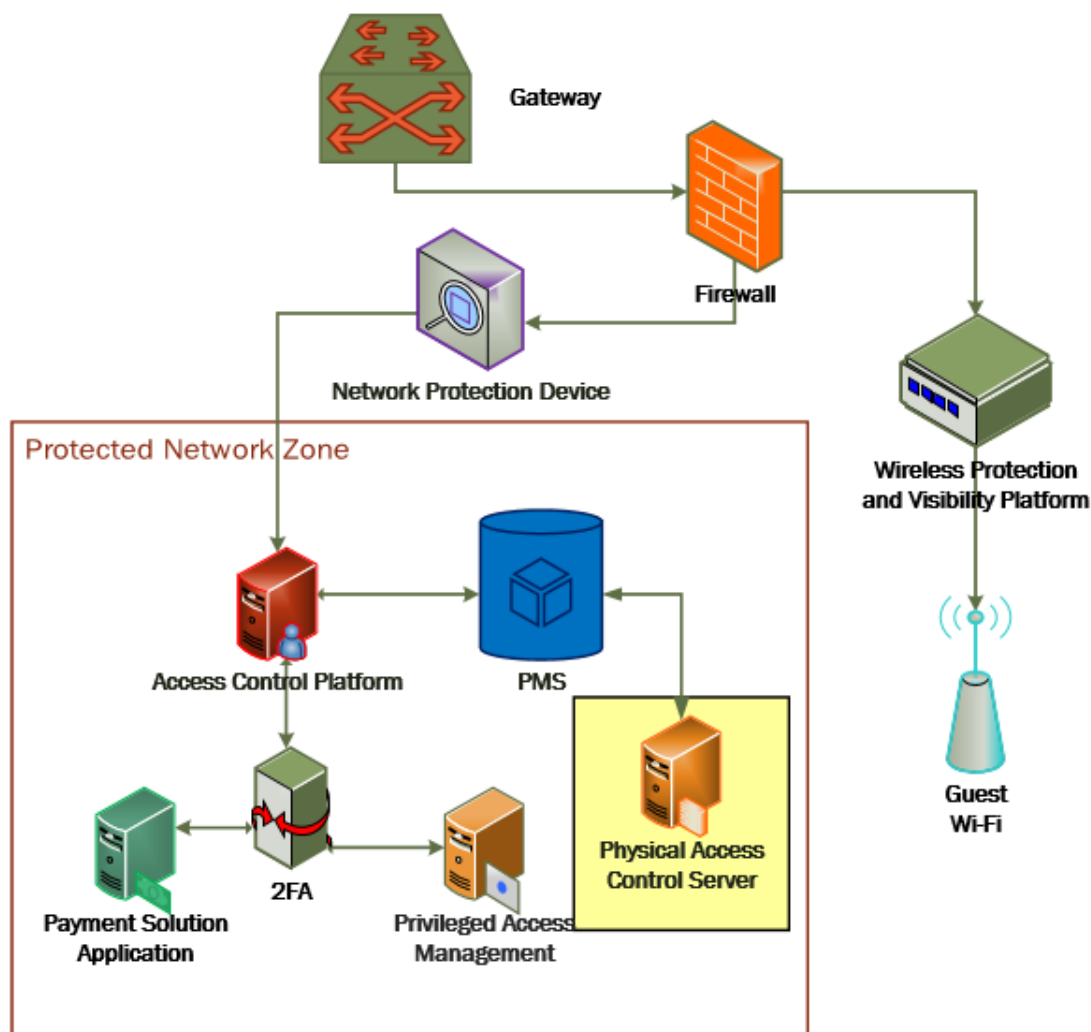 Gateway
Firewall
Network Protection Device
Protected Network Zone
Wireless Protection
and Visibility Platform
Access Control Platform
PMS
Guest
Wi-Fi
Physical Access
Control Server
2FA
Payment Solution
Application
Privileged Access
Management